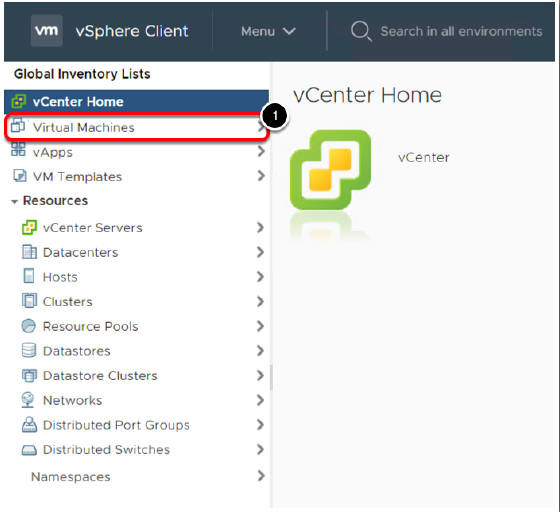 vm vSphere Client Menu Search in all environments
Global Inventory Lists
vCenter Home
1
Virtual Machines
vApps
VM Templates
Resources
vCenter Servers
Datacenters
Hosts
Clusters
Resource Pools
Datastores
Datastore Clusters
Networks
Distributed Port Groups
Distributed Switches
Namespaces
vCenter Home
vCenter